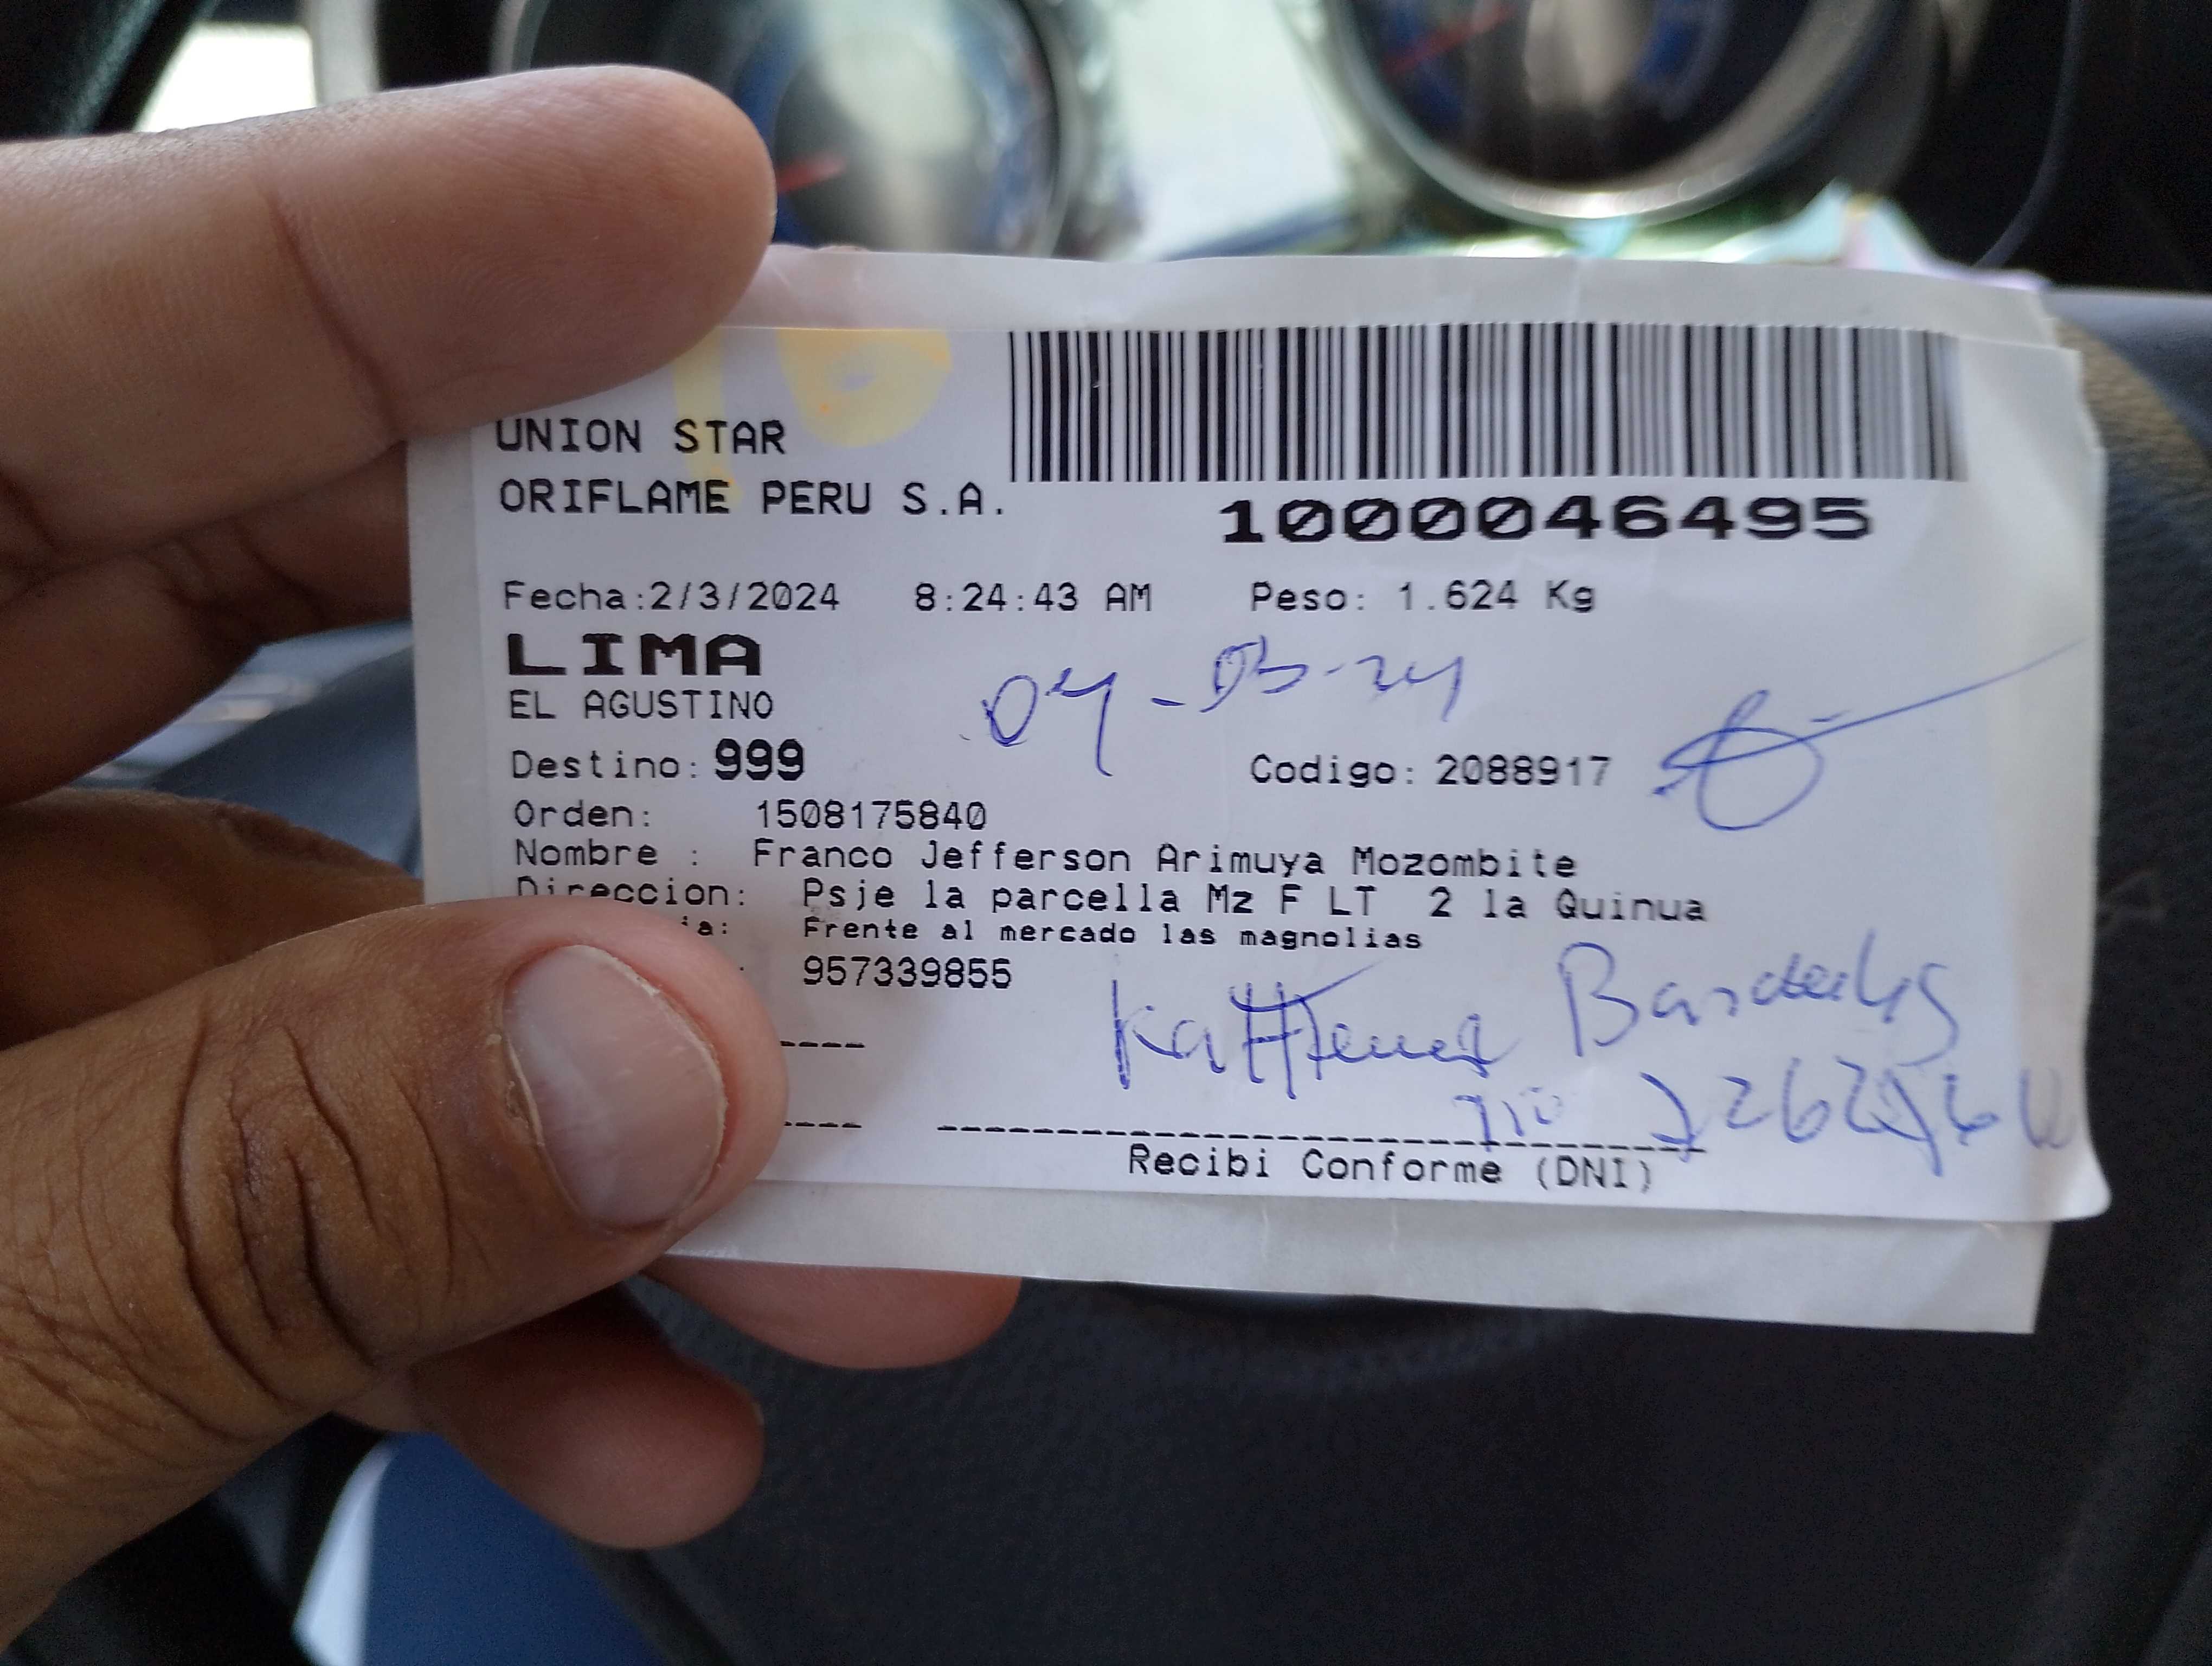 UNION STAR
ORIFLAME PERU S.A.
1000046495
Fecha:2/3/2024 8:24:43 AM Peso: 1.624 Kg
LIMA
04-03-24
EL AGUSTINO
Destino: 999 Codigo: 2088917
Orden: 1508175840
Nombre : Franco Jefferson Arimuya Mozombite
Direccion: Psje la parcella Mz F LT 2 la Quinua
ia: Frente al mercado las magnolias
: 957339855
Recibi Conforme (DNI)